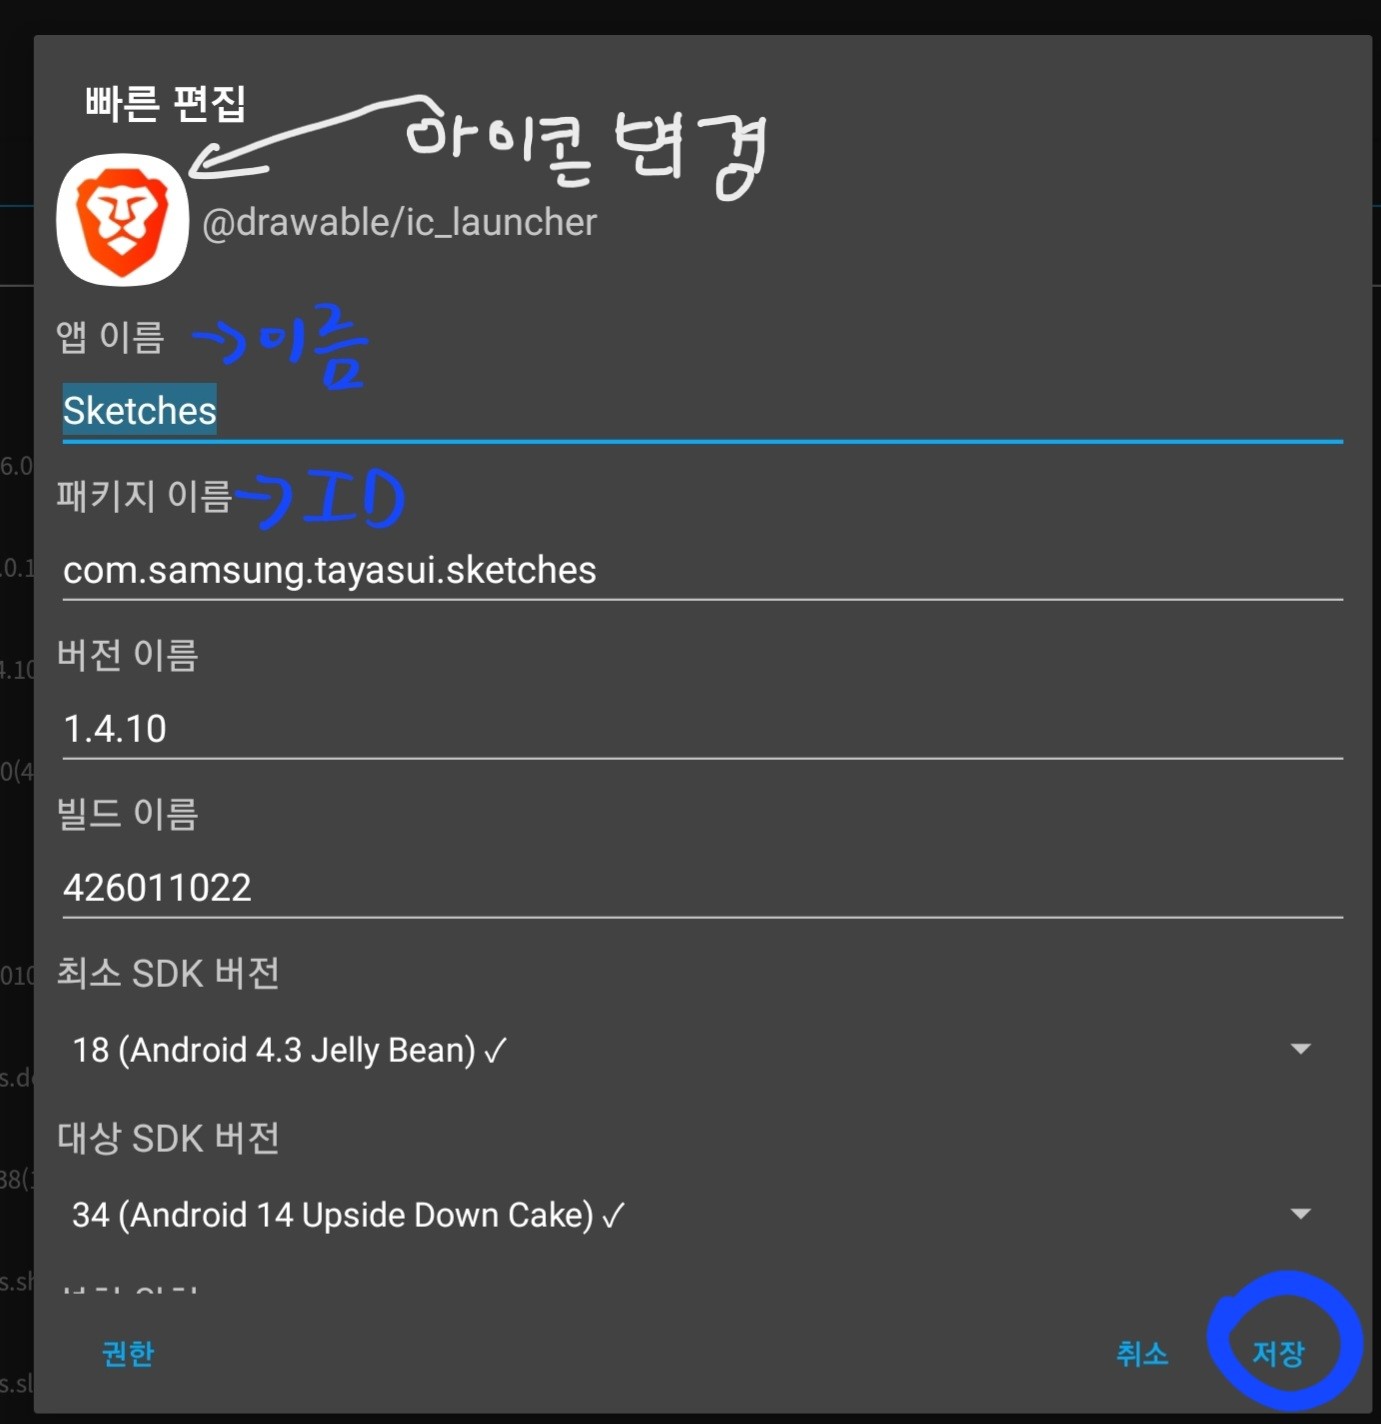 빠른 편집
아이콘 변경
@drawable/ic_launcher
앱 이름 →이름
Sketches
6.0
패키지 이름→ID
.0.1
com.samsung.tayasui.sketches
버전 이름
4.10
1.4.10
0(4
빌드 이름
426011022
010
최소 SDK 버전
18 (Android 4.3 Jelly Bean) ✓
s.de
대상 SDK 버전
38(
34 (Android 14 Upside Down Cake) ✓
s.sh
권한 취소 저장
s.sl